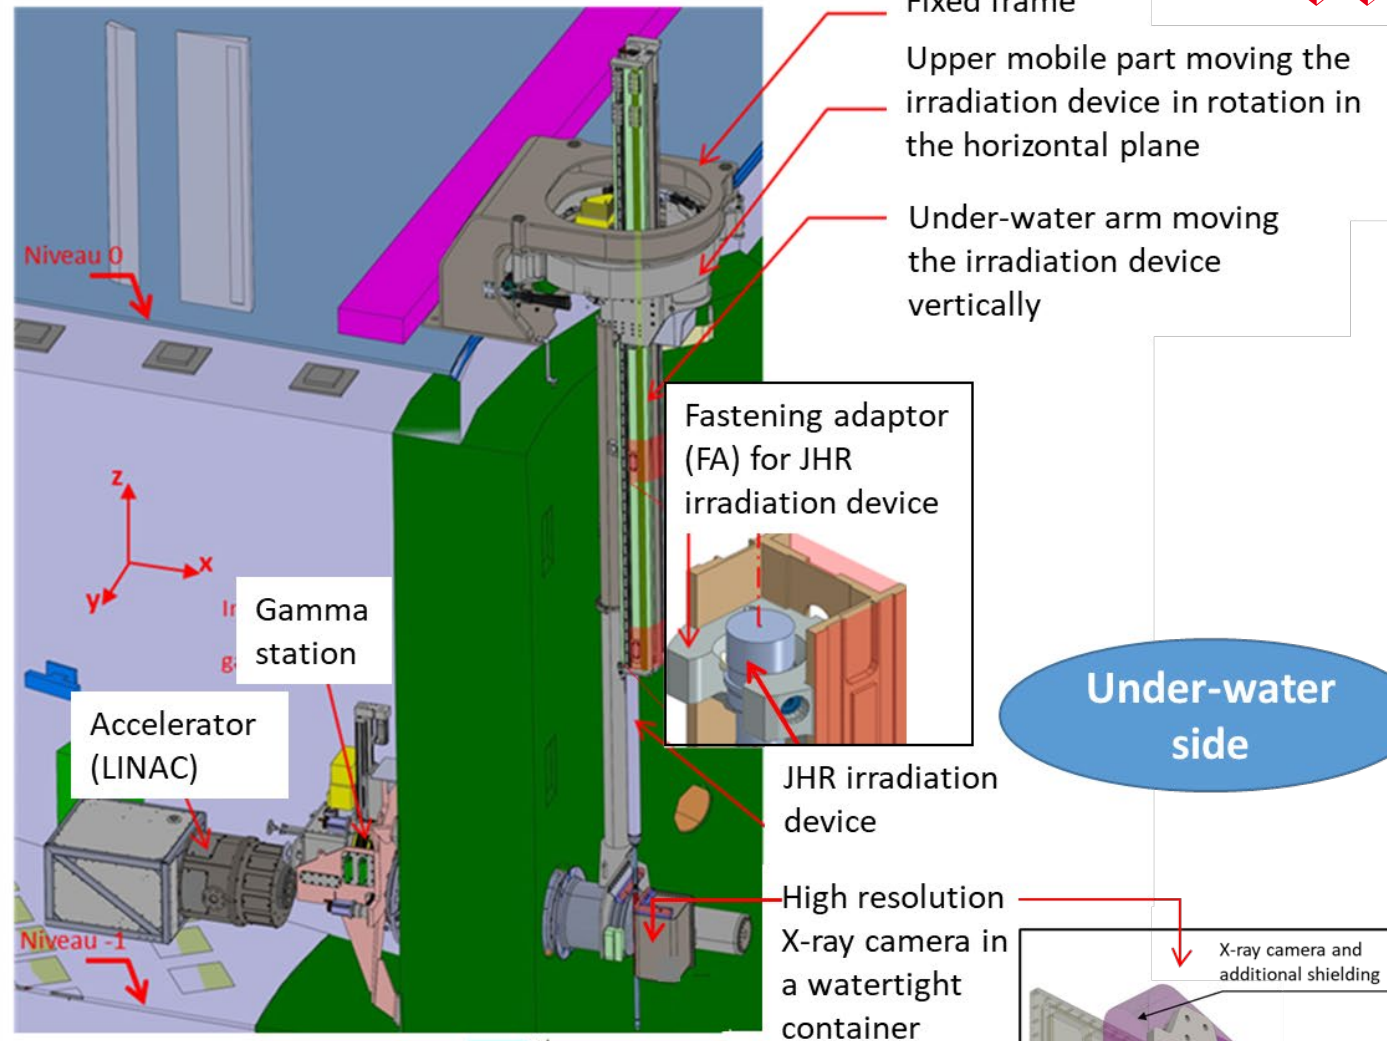 Fixed frame
Upper mobile part moving the
irradiation device in rotation in
the horizontal plane
Under-water arm moving
the irradiation device
vertically
Niveau 0
Fastening adaptor
(FA) for JHR
irradiation device
z
x
y
Gamma
station
Accelerator
(LINAC)
Under-water
side
JHR irradiation
device
High resolution
X-ray camera in
a watertight
container
Niveau -1
X-ray camera and
additional shielding